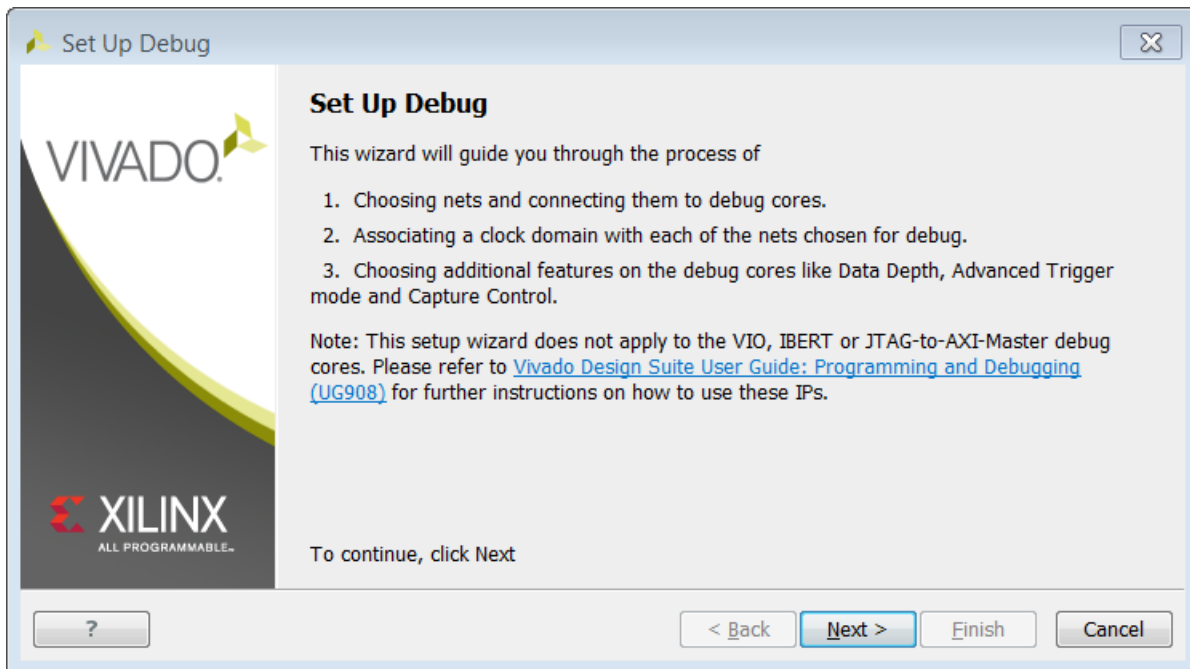 Set Up Debug
VIVADO.
Set Up Debug
This wizard will guide you through the process of
1. Choosing nets and connecting them to debug cores.
2. Associating a clock domain with each of the nets chosen for debug.
3. Choosing additional features on the debug cores like Data Depth, Advanced Trigger
mode and Capture Control.
Note: This setup wizard does not apply to the VIO, IBERT or JTAG-to-AXI-Master debug
cores. Please refer to Vivado Design Suite User Guide: Programming and Debugging
(UG908) for further instructions on how to use these IPs.
XILINX
ALL PROGRAMMABLE™
To continue, click Next
? < Back Next > Finish Cancel